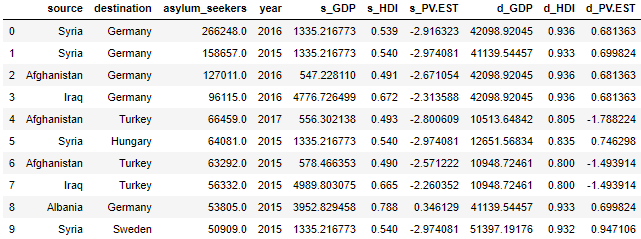 source destination asylum_seekers year s_GDP s_HDI s_PV.EST d_GDP d_HDI d_PV.EST
0 Syria Germany 266248.0 2016 1335.216773 0.539 -2.916323 42098.92045 0.936 0.681363
1 Syria Germany 158657.0 2015 1335.216773 0.540 -2.974081 41139.54457 0.933 0.699824
2 Afghanistan Germany 127011.0 2016 547.228110 0.491 -2.671054 42098.92045 0.936 0.681363
3 Iraq Germany 96115.0 2016 4776.726499 0.672 -2.313588 42098.92045 0.936 0.681363
4 Afghanistan Turkey 66459.0 2017 556.302138 0.493 -2.800609 10513.64842 0.805 -1.788224
5 Syria Hungary 64081.0 2015 1335.216773 0.540 -2.974081 12651.56834 0.835 0.746298
6 Afghanistan Turkey 63292.0 2015 578.466353 0.490 -2.571222 10948.72461 0.800 -1.493914
7 Iraq Turkey 56332.0 2015 4989.803075 0.665 -2.260352 10948.72461 0.800 -1.493914
8 Albania Germany 53805.0 2015 3952.829458 0.788 0.346129 41139.54457 0.933 0.699824
9 Syria Sweden 50909.0 2015 1335.216773 0.540 -2.974081 51397.19176 0.932 0.947106